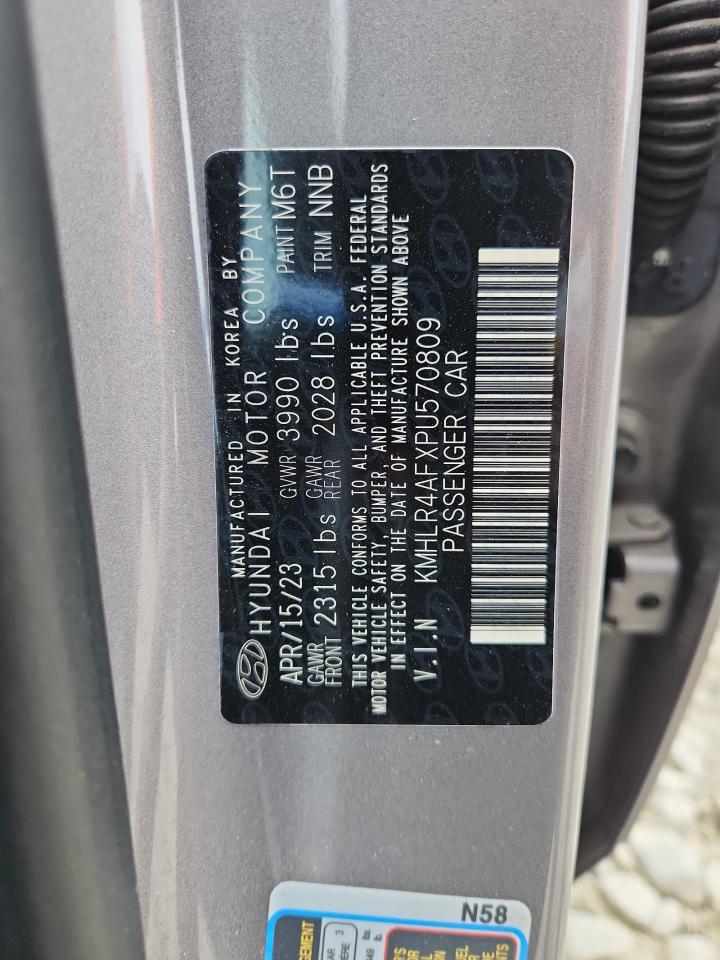 MANUFACTURED IN KOREA BY
HYUNDAI MOTOR COMPANY
APR/15/23 GVWR 3990 lbs PAINT M6T
GAWR FRONT 2315 lbs GAWR REAR 2028 lbs TRIM NNB
THIS VEHICLE CONFORMS TO ALL APPLICABLE U.S.A. FEDERAL
MOTOR VEHICLE SAFETY, BUMPER, AND THEFT PREVENTION STANDARDS
IN EFFECT ON THE DATE OF MANUFACTURE SHOWN ABOVE
V.I.N KMHLR4AFXPU570809
PASSENGER CAR
N58
3